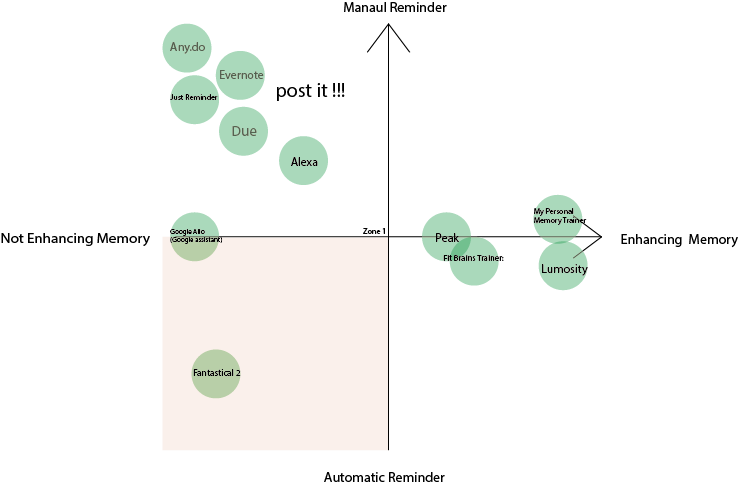 Manaul Reminder
Any.do
Evernote
post it !!!
Just Reminder
Due
Alexa
My Personal
Memory Trainer
Google Allo
(Google assistant)
Zone 1
Not Enhancing Memory
Peak
Enhancing Memory
Fit Brains Trainer:
Lumosity
Fantastical 2
Automatic Reminder